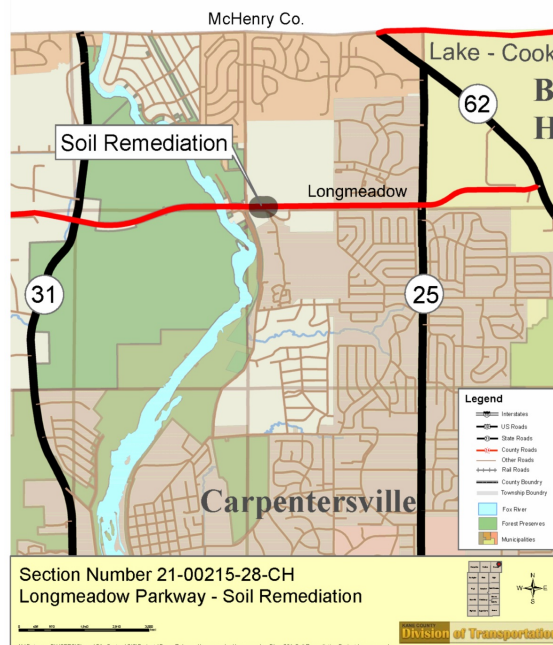 McHenry Co.
Lake - Cook
B
H
62
Soil Remediation
Longmeadow
31
25
Carpentersville
Legend
Interstates
US Roads
State Roads
County Roads
Other Roads
Rail Roads
County Boundry
Township Boundry
Fox River
Forest Preserves
Municipalities
Section Number 21-00215-28-CH
Longmeadow Parkway - Soil Remediation
N
W
E
S
KANE COUNTY
Division of Transportation